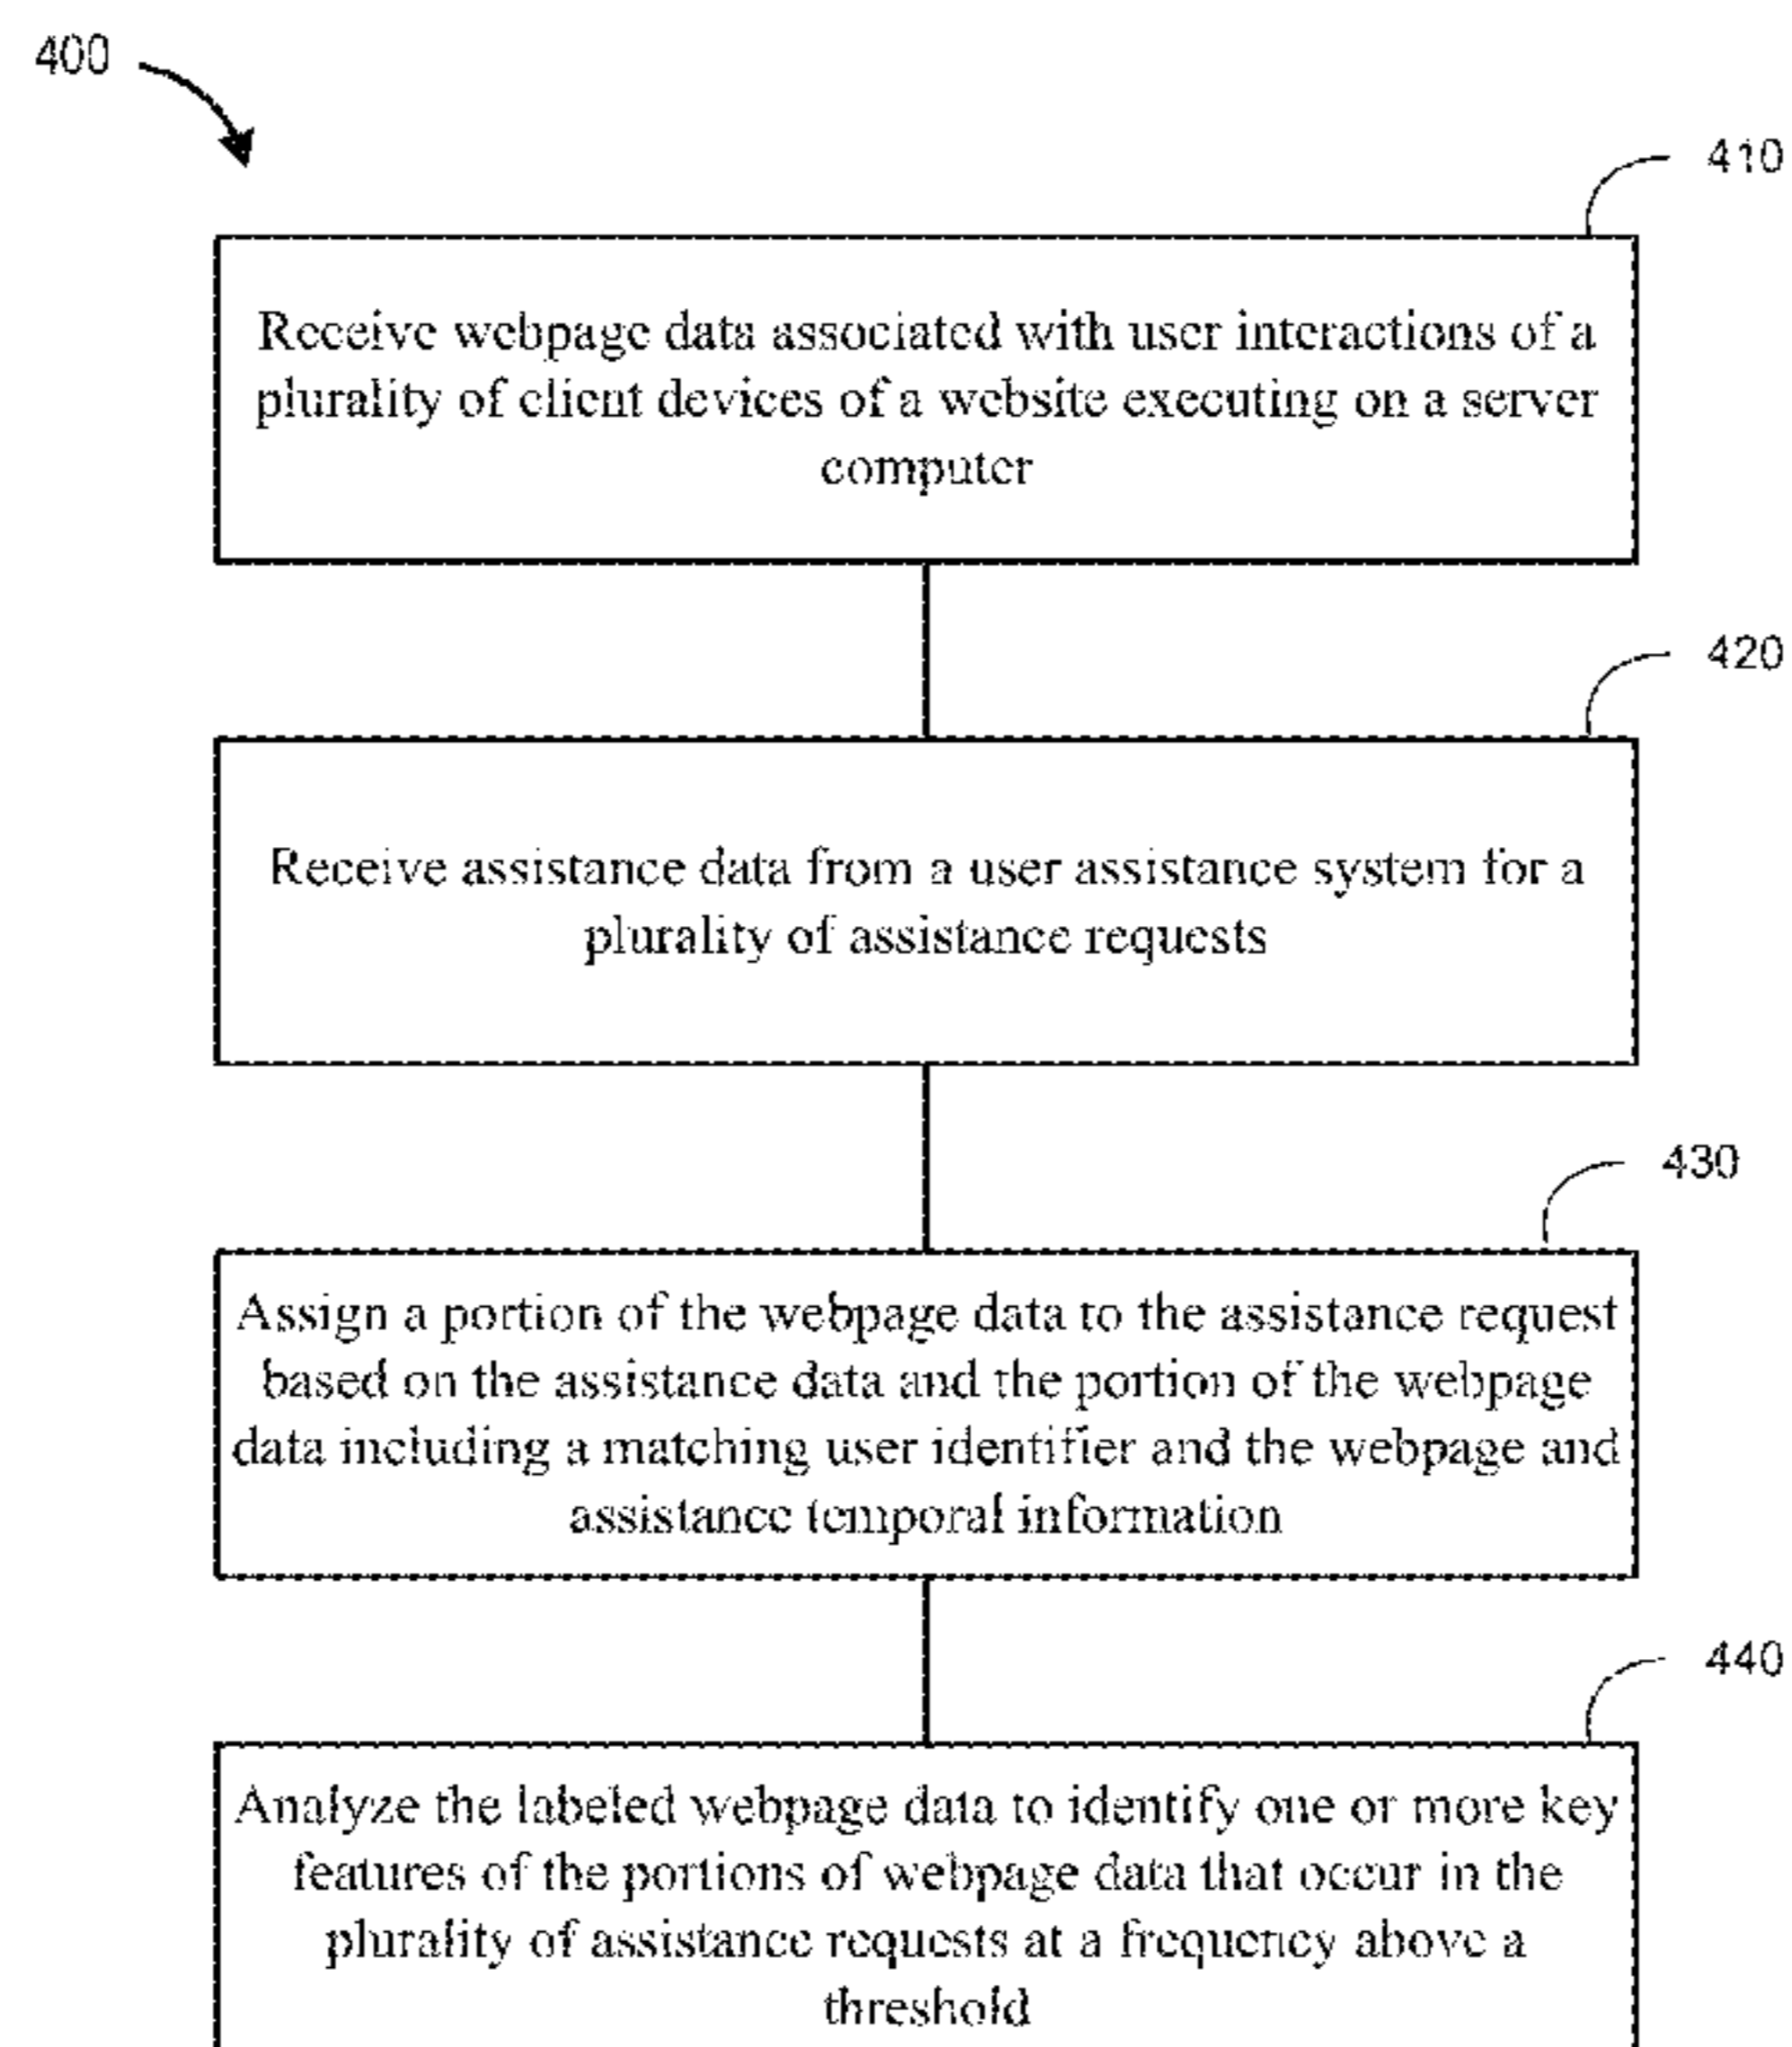 400
410
Receive webpage data associated with user interactions of a
plurality of client devices of a website executing on a server
computer
420
Receive assistance data from a user assistance system for a
plurality of assistance requests
430
Assign a portion of the webpage data to the assistance request
based on the assistance data and the portion of the webpage
data including a matching user identifier and the webpage and
assistance temporal information
440
Analyze the labeled webpage data to identify one or more key
features of the portions of webpage data that occur in the
plurality of assistance requests at a frequency above a
threshold